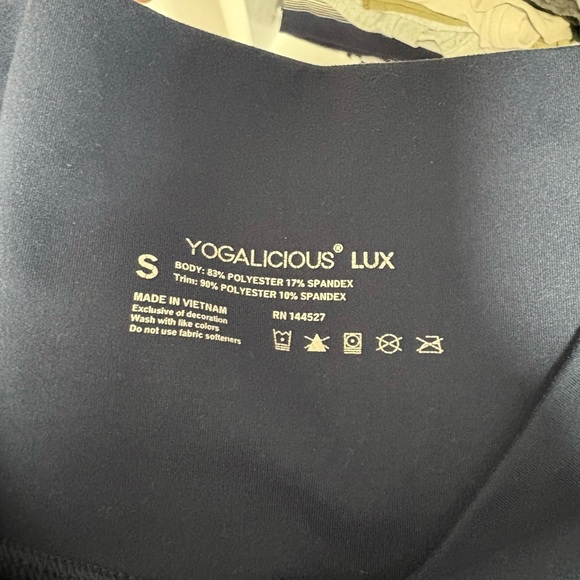 YOGALICIOUS® LUX
S
BODY: 83% POLYESTER 17% SPANDEX
Trim: 90% POLYESTER 10% SPANDEX
MADE IN VIETNAM
Exclusive of decoration
RN 144527
Wash with like colors
Do not use fabric softeners